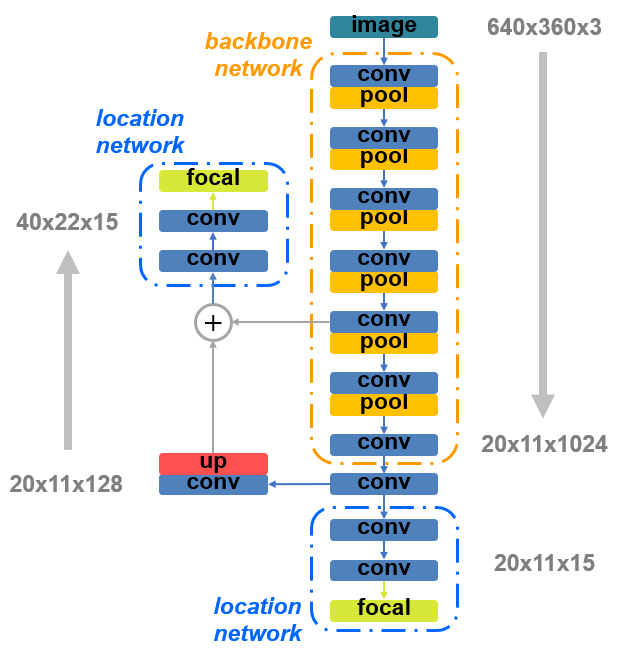 image
640x360x3
backbone
network
conv
pool
conv
pool
conv
pool
conv
pool
conv
pool
conv
pool
conv
location
network
focal
conv
conv
40x22x15
+
up
conv
20x11x128
20x11x1024
conv
conv
conv
focal
20x11x15
location
network